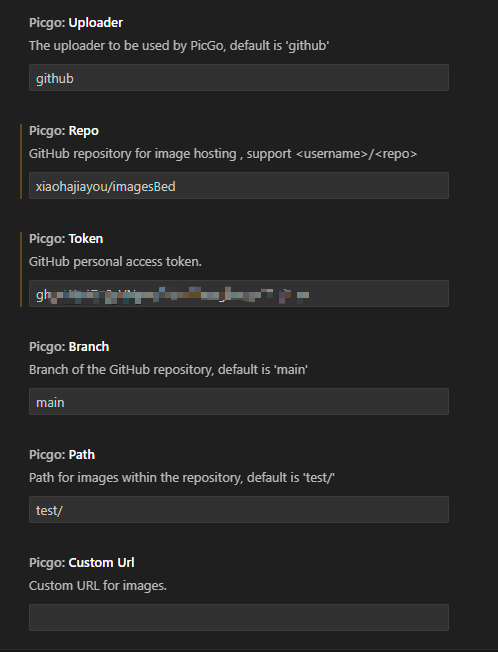 Picgo: Uploader
The uploader to be used by PicGo, default is 'github'
github
Picgo: Repo
GitHub repository for image hosting , support <username>/<repo>
xiaohajiayou/imagesBed
Picgo: Token
GitHub personal access token.
Picgo: Branch
Branch of the GitHub repository, default is 'main'
main
Picgo: Path
Path for images within the repository, default is 'test/'
test/
Picgo: Custom Url
Custom URL for images.